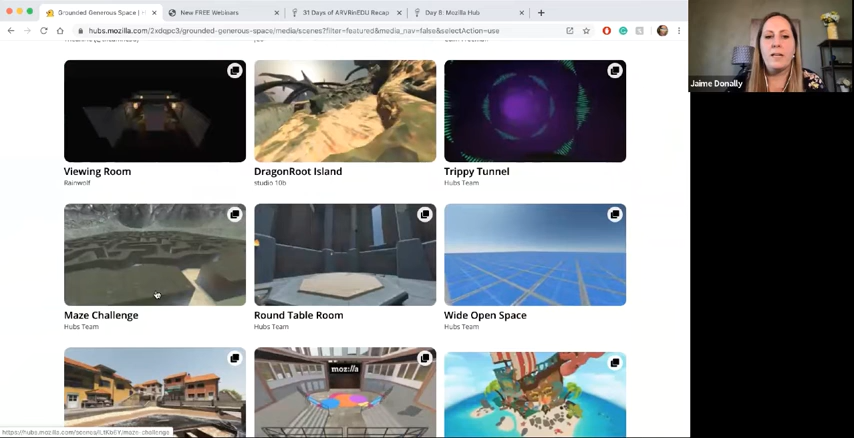 Grounded Generous Space |
New FREE Webinars
31 Days of ARVRinEDU Recap
Day 8: Mozilla Hub
hubs.mozilla.com/2xdqpc3/grounded-generous-space/media/scenes?filter=featured&media_nav=false&selectAction=use
Jaime Donally
Viewing Room
Rainwolf
DragonRoot Island
studio 10b
Trippy Tunnel
Hubs Team
Maze Challenge
Hubs Team
Round Table Room
Hubs Team
Wide Open Space
Hubs Team
moz://a